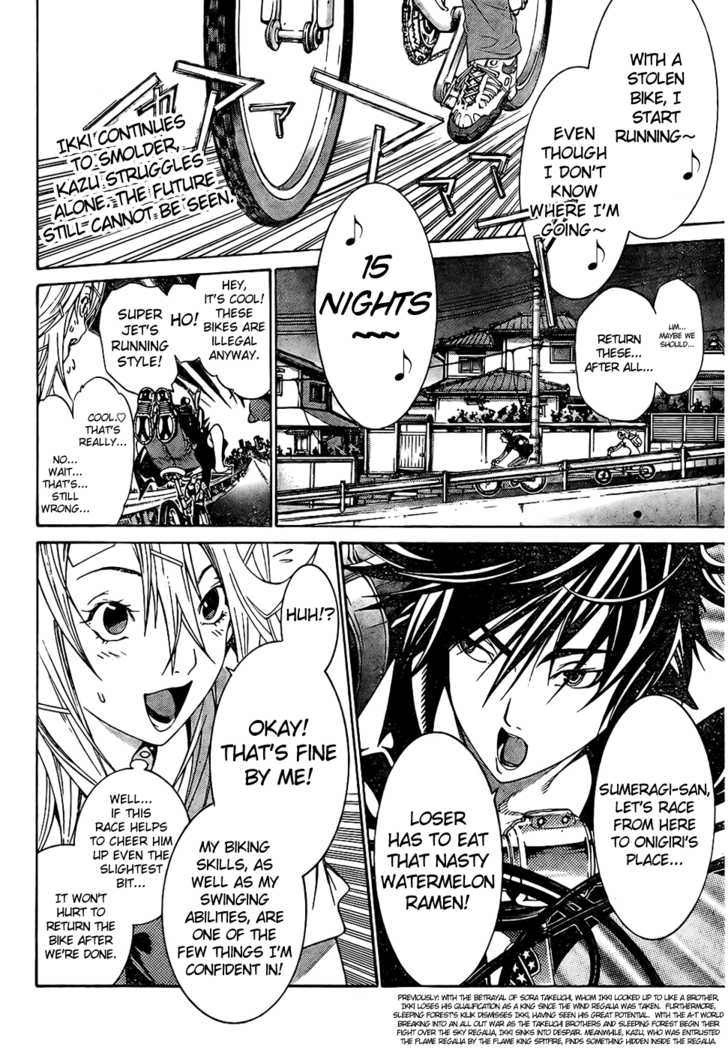 WITH A
STOLEN
BIKE, I
START
RUNNING~
EVEN
THOUGH
I DON'T
KNOW
WHERE I'M
GOING~
IKKI CONTINUES
TO SMOLDER,
KAZU STRUGGLES
ALONE. THE FUTURE
STILL CANNOT BE SEEN.
15
NIGHTS
~
UM...
MAYBE WE
SHOULD...
RETURN
THESE...
AFTER ALL...
HEY,
IT'S COOL!
THESE
BIKES ARE
ILLEGAL
ANYWAY.
HO!
SUPER
JET'S
RUNNING
STYLE!
COOL♡
THAT'S
REALLY...
NO...
WAIT...
THAT'S...
STILL
WRONG...
SUMERAGI-SAN,
LET'S RACE
FROM HERE
TO ONIGIRI'S
PLACE...
LOSER
HAS TO EAT
THAT NASTY
WATERMELON
RAMEN!
HUH!?
OKAY!
THAT'S FINE
BY ME!
MY BIKING
SKILLS, AS
WELL AS MY
SWINGING
ABILITIES, ARE
ONE OF THE
FEW THINGS I'M
CONFIDENT IN!
WELL...
IF THIS
RACE HELPS
TO CHEER HIM
UP EVEN THE
SLIGHTEST
BIT...
IT WON'T
HURT TO
RETURN THE
BIKE AFTER
WE'RE DONE.
PREVIOUSLY: WITH THE BETRAYAL OF SORA TAKEUCHI, WHOM IKKI LOOKED UP TO LIKE A BROTHER,
IKKI LOSES HIS QUALIFICATION AS A KING SINCE THE WIND REGALIA WAS TAKEN. FURTHERMORE,
SLEEPING FOREST'S KILIK DISMISSES IKKI, HAVING SEEN HIS GREAT POTENTIAL. WITH THE A-T WORLD
BREAKING INTO AN ALL OUT WAR AS THE TAKEUCHI BROTHERS AND SLEEPING FOREST BEGIN THEIR
FIGHT OVER THE SKY REGALIA, IKKI SINKS INTO DESPAIR. MEANWHILE, KAZU, WHO WAS ENTRUSTED
THE FLAME REGALIA BY THE FLAME KING SPITFIRE, FINDS SOMETHING HIDDEN INSIDE THE REGALIA.